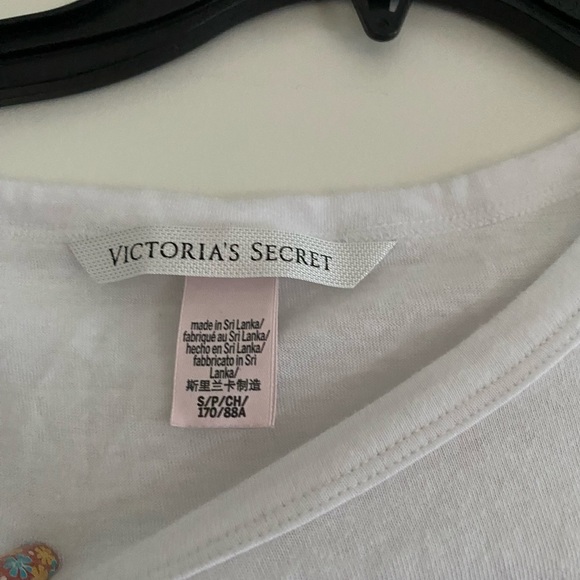 VICTORIA'S SECRET
made in Sri Lanka/
fabriqué au Sri Lanka/
hecho en Sri Lanka/
fabbricato in Sri
Lanka/
斯里兰卡制造
S/P/CH/
170/88A